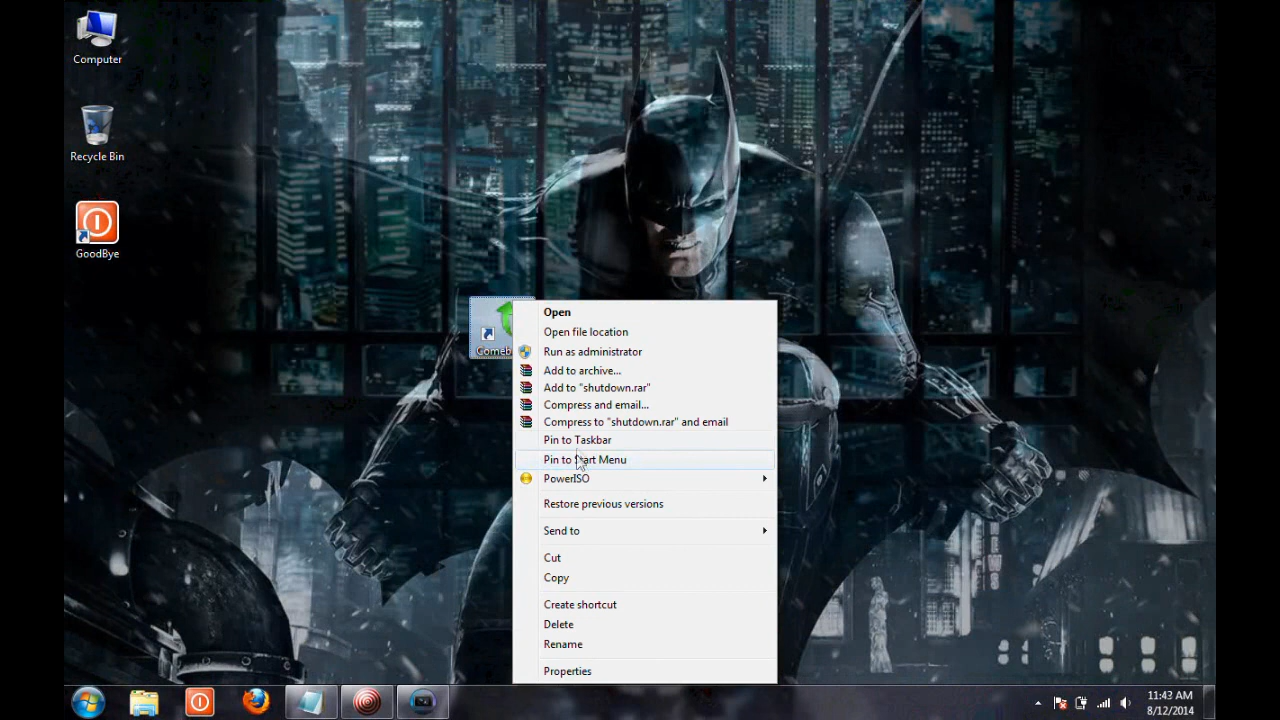 Computer
Recycle Bin
GoodBye
Open
Open file location
Run as administrator
Add to archive...
Add to "shutdown.rar"
Compress and email...
Compress to "shutdown.rar" and email
Pin to Taskbar
Pin to Start Menu
PowerISO
Restore previous versions
Send to
Cut
Copy
Create shortcut
Delete
Rename
Properties
11:43 AM
8/12/2014